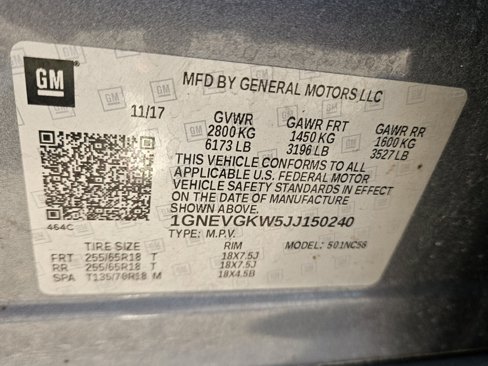 GM
MFD BY GENERAL MOTORS LLC
11/17 GVWR GAWR FRT GAWR RR
2800 KG 1450 KG 1600 KG
6173 LB 3196 LB 3527 LB
THIS VEHICLE CONFORMS TO ALL
APPLICABLE U.S. FEDERAL MOTOR
VEHICLE SAFETY STANDARDS IN EFFECT
ON THE DATE OF MANUFACTURE
SHOWN ABOVE.
464C
1GNEVGKW5JJ150240
TYPE: M.P.V. MODEL: 501NC56
TIRE SIZE RIM
FRT 255/65R18 T 18X7.5J
RR 255/65R18 T 18X7.5J
SPA T135/70R18 M 18X4.5B